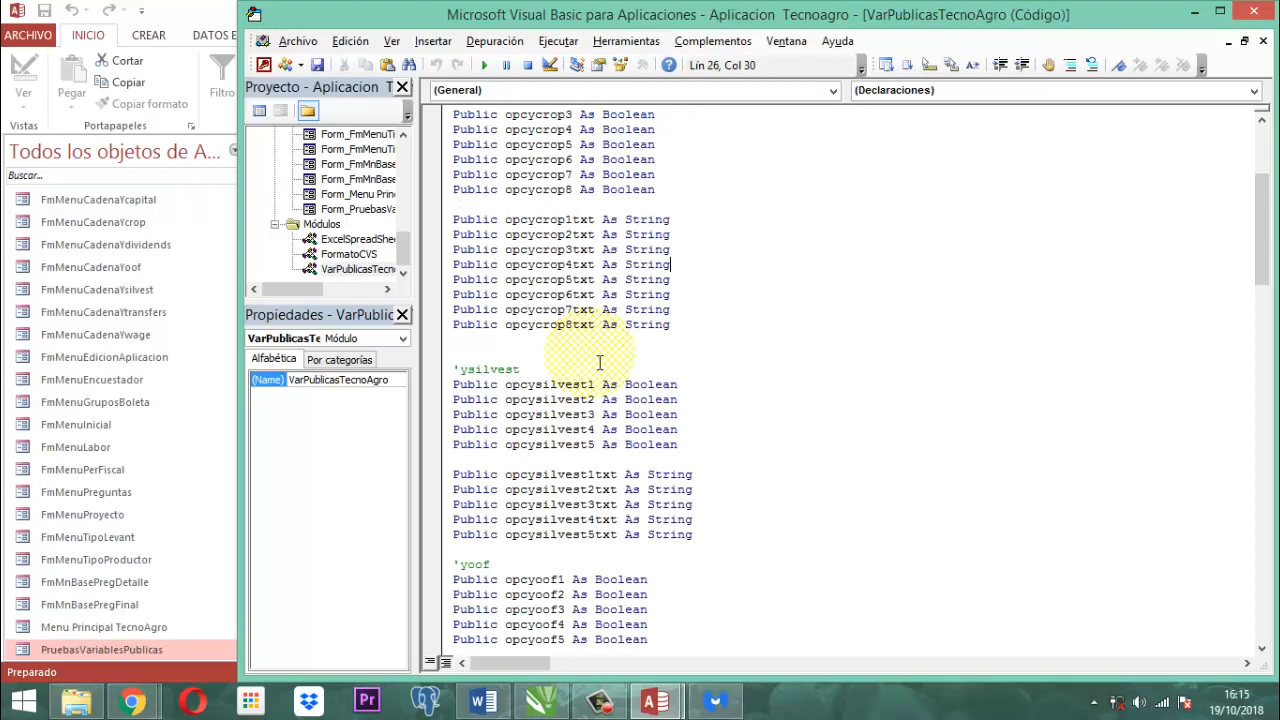 Microsoft Visual Basic para Aplicaciones - Aplicacion Tecnoagro - [VarPublicasTecnoAgro (Código)]
ARCHIVO
INICIO
CREAR
DATOS E
Archivo
Edición
Ver
Insertar
Depuración
Ejecutar
Herramientas
Complementos
Ventana
Ayuda
Lín 26, Col 30
Ver
Pegar
Cortar
Copiar
Copiar formato
Filtro
Vistas
Portapapeles
Todos los objetos de A...
Buscar...
FmMenuCadenaYcapital
FmMenuCadenaYcrop
FmMenuCadenaYdividends
FmMenuCadenaYoof
FmMenuCadenaYsilvest
FmMenuCadenaYtransfers
FmMenuCadenaYwage
FmMenuEdicionAplicacion
FmMenuEncuestador
FmMenuGruposBoleta
FmMenuInicial
FmMenuLabor
FmMenuPerFiscal
FmMenuPreguntas
FmMenuProyecto
FmMenuTipoLevant
FmMenuTipoProductor
FmMnBasePregDetalle
FmMnBasePregFinal
Menu Principal TecnoAgro
PruebasVariablesPublicas
Preparado
Proyecto - Aplicacion T
Form_FmMenuTi
Form_FmMenuTi
Form_FmMnBase
Form_FmMnBase
Form_Menu Prin
Form_PruebasVa
Módulos
ExcelSpreadShe
FormatoCVS
VarPublicasTecn
Propiedades - VarPublic
VarPublicasTe Módulo
Alfabética
Por categorías
(Name) VarPublicasTecnoAgro
(General)
(Declaraciones)
Public opcycrop3 As Boolean
Public opcycrop4 As Boolean
Public opcycrop5 As Boolean
Public opcycrop6 As Boolean
Public opcycrop7 As Boolean
Public opcycrop8 As Boolean
Public opcycrop1txt As String
Public opcycrop2txt As String
Public opcycrop3txt As String
Public opcycrop4txt As String
Public opcycrop5txt As String
Public opcycrop6txt As String
Public opcycrop7txt As String
Public opcycrop8txt As String
'ysilvest
Public opcysilvest1 As Boolean
Public opcysilvest2 As Boolean
Public opcysilvest3 As Boolean
Public opcysilvest4 As Boolean
Public opcysilvest5 As Boolean
Public opcysilvest1txt As String
Public opcysilvest2txt As String
Public opcysilvest3txt As String
Public opcysilvest4txt As String
Public opcysilvest5txt As String
'yoof
Public opcyoof1 As Boolean
Public opcyoof2 As Boolean
Public opcyoof3 As Boolean
Public opcyoof4 As Boolean
Public opcyoof5 As Boolean
Pr
16:15
19/10/2018